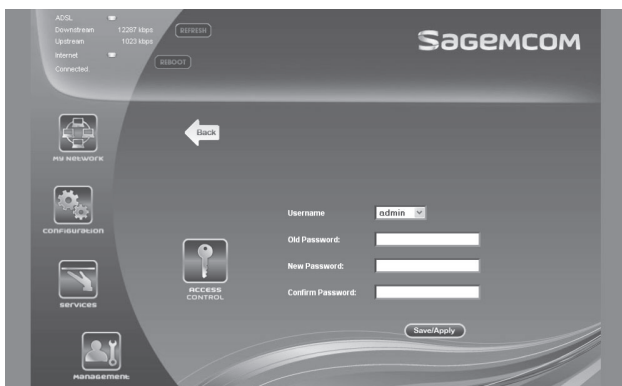 ADSL
Downstream 12287 kbps
Upstream 1023 kbps
Internet
Connected
REFRESH
REBOOT
SAGEMCOM
Back
MY NETWORK
CONFIGURATION
SERVICES
MANAGEMENT
ACCESS
CONTROL
Username admin
Old Password:
New Password:
Confirm Password:
Save/Apply